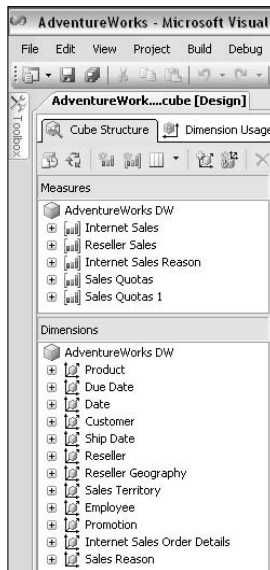 AdventureWorks - Microsoft Visual
File Edit View Project Build Debug
Toolbox
AdventureWork....cube [Design]
Cube Structure Dimension Usage
Measures
AdventureWorks DW
Internet Sales
Reseller Sales
Internet Sales Reason
Sales Quotas
Sales Quotas 1
Dimensions
AdventureWorks DW
Product
Due Date
Date
Customer
Ship Date
Reseller
Reseller Geography
Sales Territory
Employee
Promotion
Internet Sales Order Details
Sales Reason